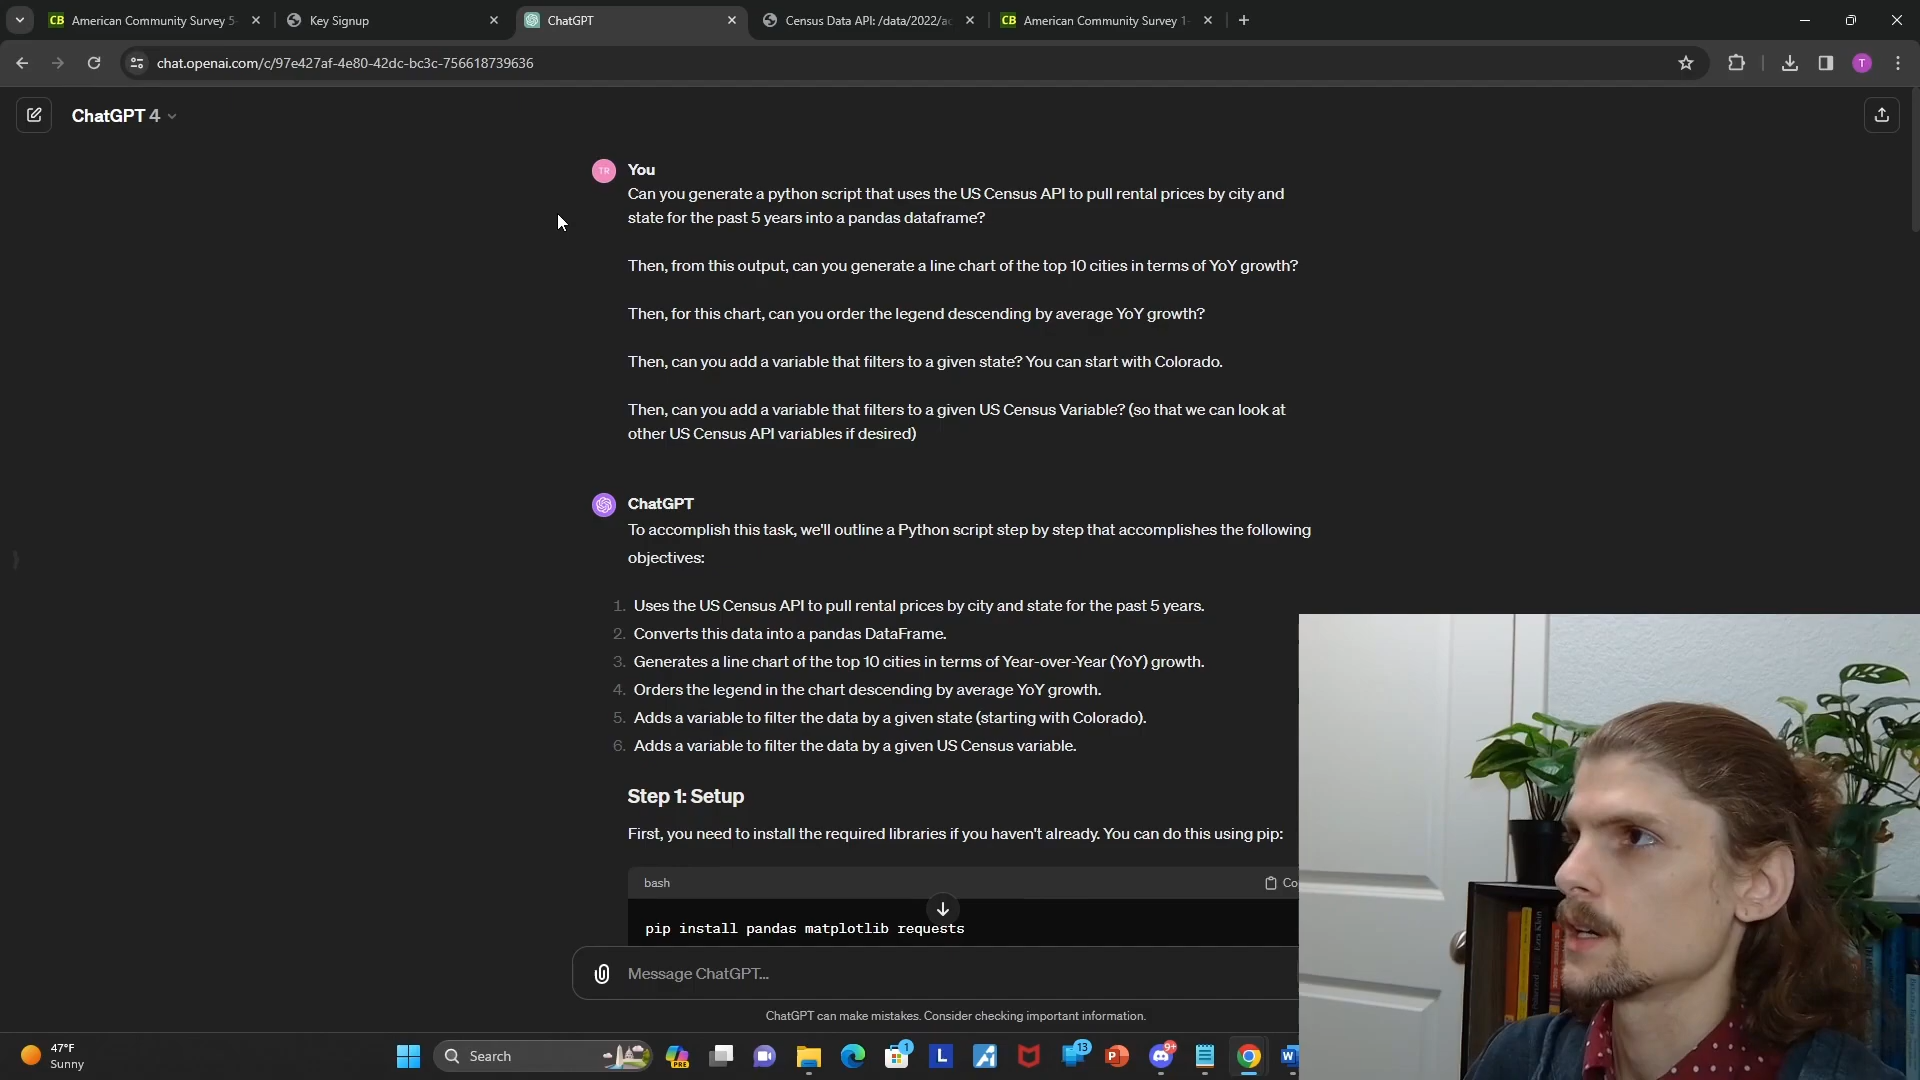 American Community Survey 5-
Key Signup
ChatGPT
Census Data API: /data/2022/ac
American Community Survey 1-
chat.openai.com/c/97e427af-4e80-42dc-bc3c-756618739636
T
ChatGPT 4
TR
You
Can you generate a python script that uses the US Census API to pull rental prices by city and
state for the past 5 years into a pandas dataframe?
Then, from this output, can you generate a line chart of the top 10 cities in terms of YoY growth?
Then, for this chart, can you order the legend descending by average YoY growth?
Then, can you add a variable that filters to a given state? You can start with Colorado.
Then, can you add a variable that filters to a given US Census Variable? (so that we can look at
other US Census API variables if desired)
ChatGPT
To accomplish this task, we'll outline a Python script step by step that accomplishes the following
objectives:
1. Uses the US Census API to pull rental prices by city and state for the past 5 years.
2. Converts this data into a pandas DataFrame.
3. Generates a line chart of the top 10 cities in terms of Year-over-Year (YoY) growth.
4. Orders the legend in the chart descending by average YoY growth.
5. Adds a variable to filter the data by a given state (starting with Colorado).
6. Adds a variable to filter the data by a given US Census variable.
Step 1: Setup
First, you need to install the required libraries if you haven't already. You can do this using pip:
bash
Co
pip install pandas matplotlib requests
Message ChatGPT...
ChatGPT can make mistakes. Consider checking important information.
47°F
Sunny
Search
PRE
1
L
13
P
9+
W